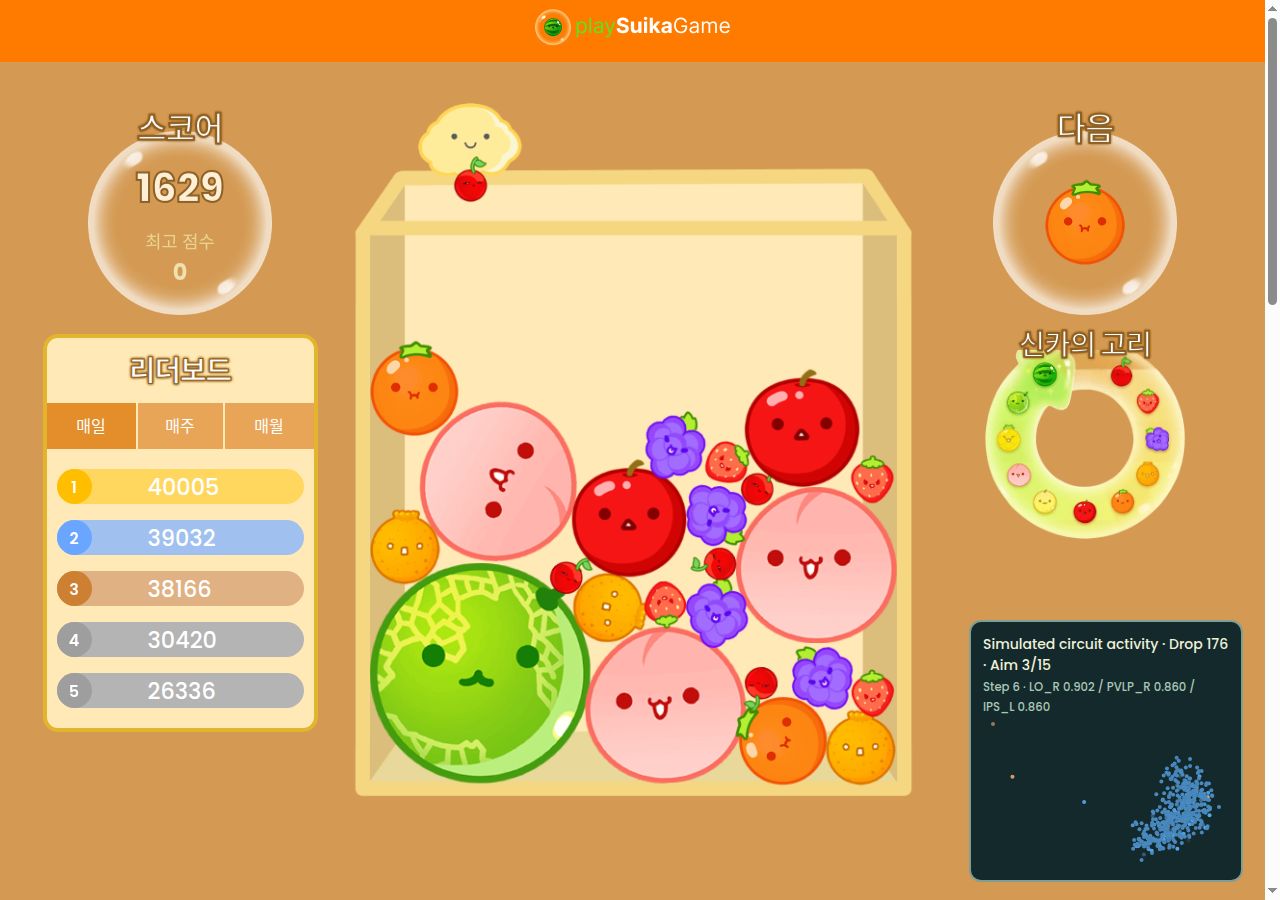 playSuikaGame
스코어
1629
최고 점수
0
다음
신카의 고리
리더보드
매일
매주
매월
1 40005
2 39032
3 38166
4 30420
5 26336
Simulated circuit activity · Drop 176
· Aim 3/15
Step 6 · LO_R 0.902 / PVLP_R 0.860 /
IPS_L 0.860